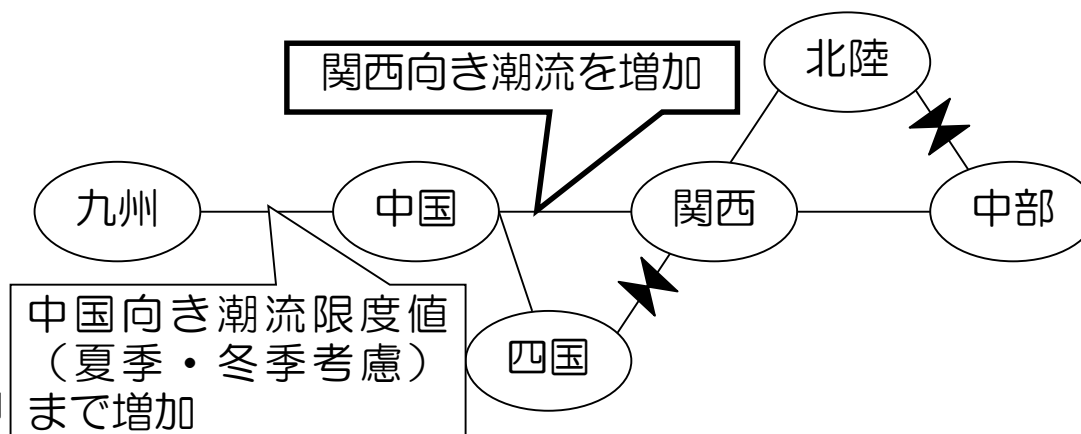 関西向き潮流を増加
北陸
九州
中国
関西
中部
中国向き潮流限度値
（夏季・冬季考慮）
まで増加
四国